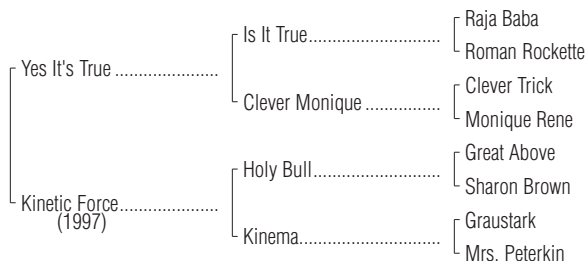 Raja Baba
Is It True
Roman Rockette
Yes It's True
Clever Trick
Clever Monique
Monique Rene
Great Above
Holy Bull
Sharon Brown
Kinetic Force
(1997)
Graustark
Kinema
Mrs. Peterkin